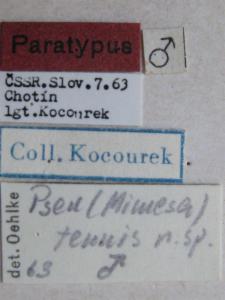 Paratypus ♂
ČSSR.Slov.7.63
Chotín
lgt.Kocourek
Coll. Kocourek
Psen (Mimesa)
tenuis n.sp.
det. Oehlke 63 ♂